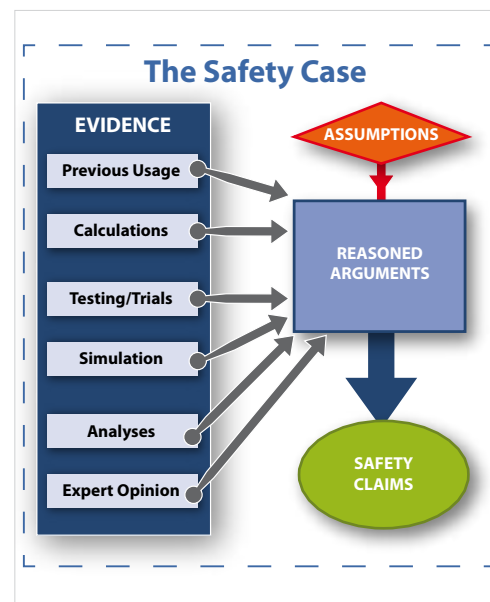 The Safety Case
EVIDENCE
Previous Usage
Calculations
Testing/Trials
Simulation
Analyses
Expert Opinion
ASSUMPTIONS
REASONED
ARGUMENTS
SAFETY
CLAIMS